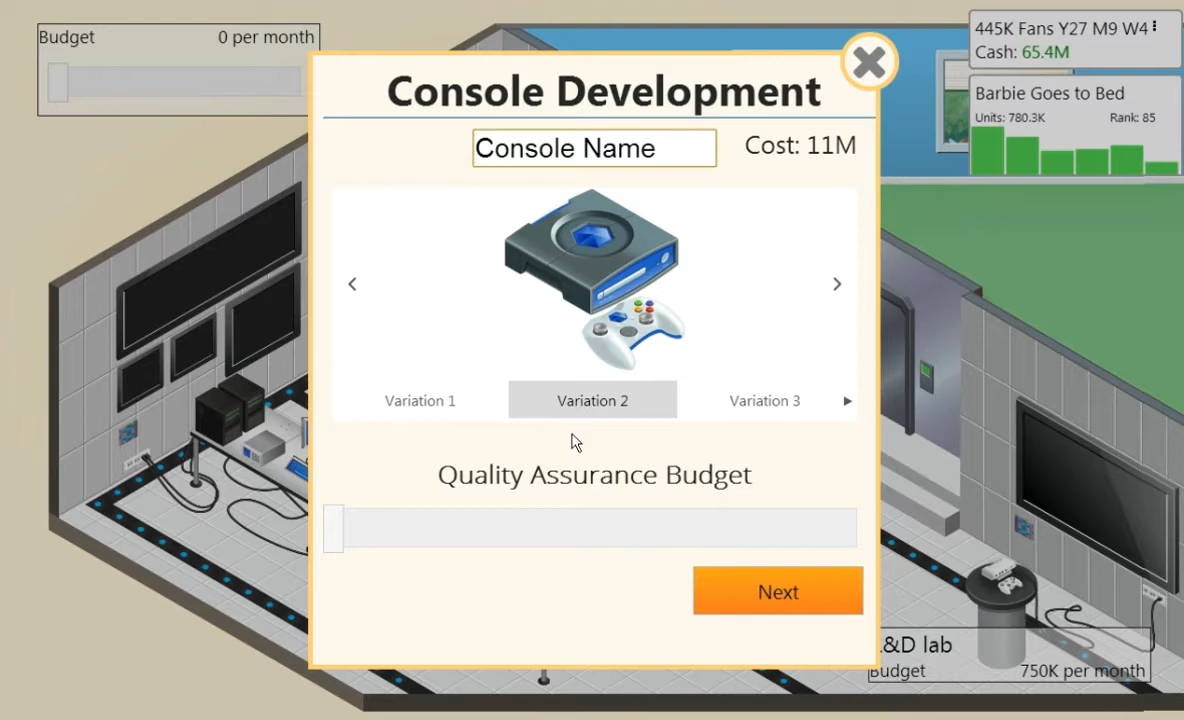 Budget 0 per month
445K Fans Y27 M9 W4
Cash: 65.4M
Barbie Goes to Bed
Units: 780.3K Rank: 85
Console Development
Console Name Cost: 11M
Variation 1 Variation 2 Variation 3
Quality Assurance Budget
Next
&D lab
Budget 750K per month